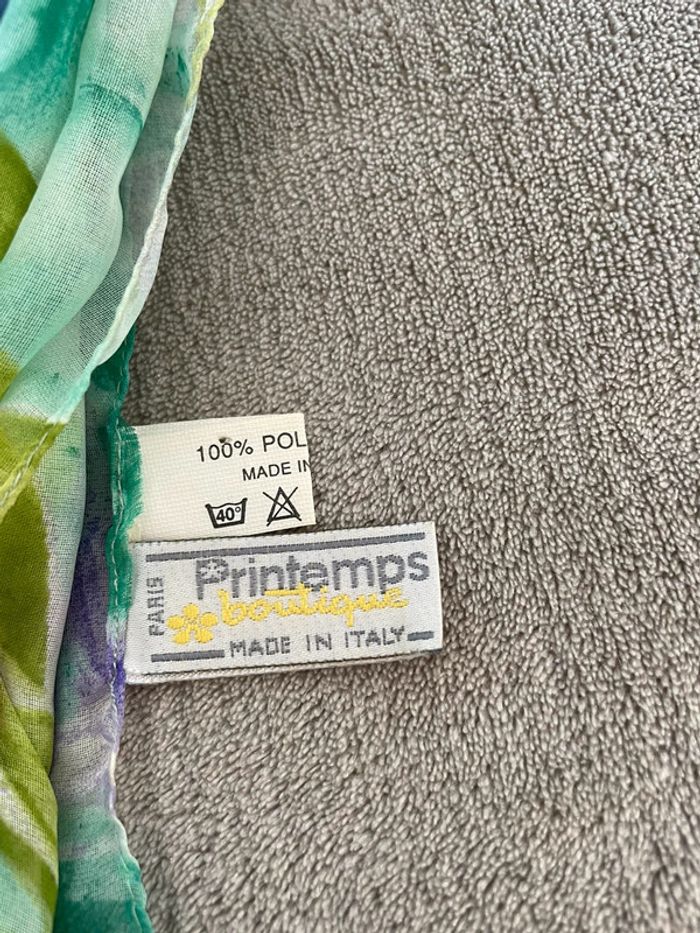 100% POL
MADE IN
40°
PARIS
Printemps
boutique
MADE IN ITALY